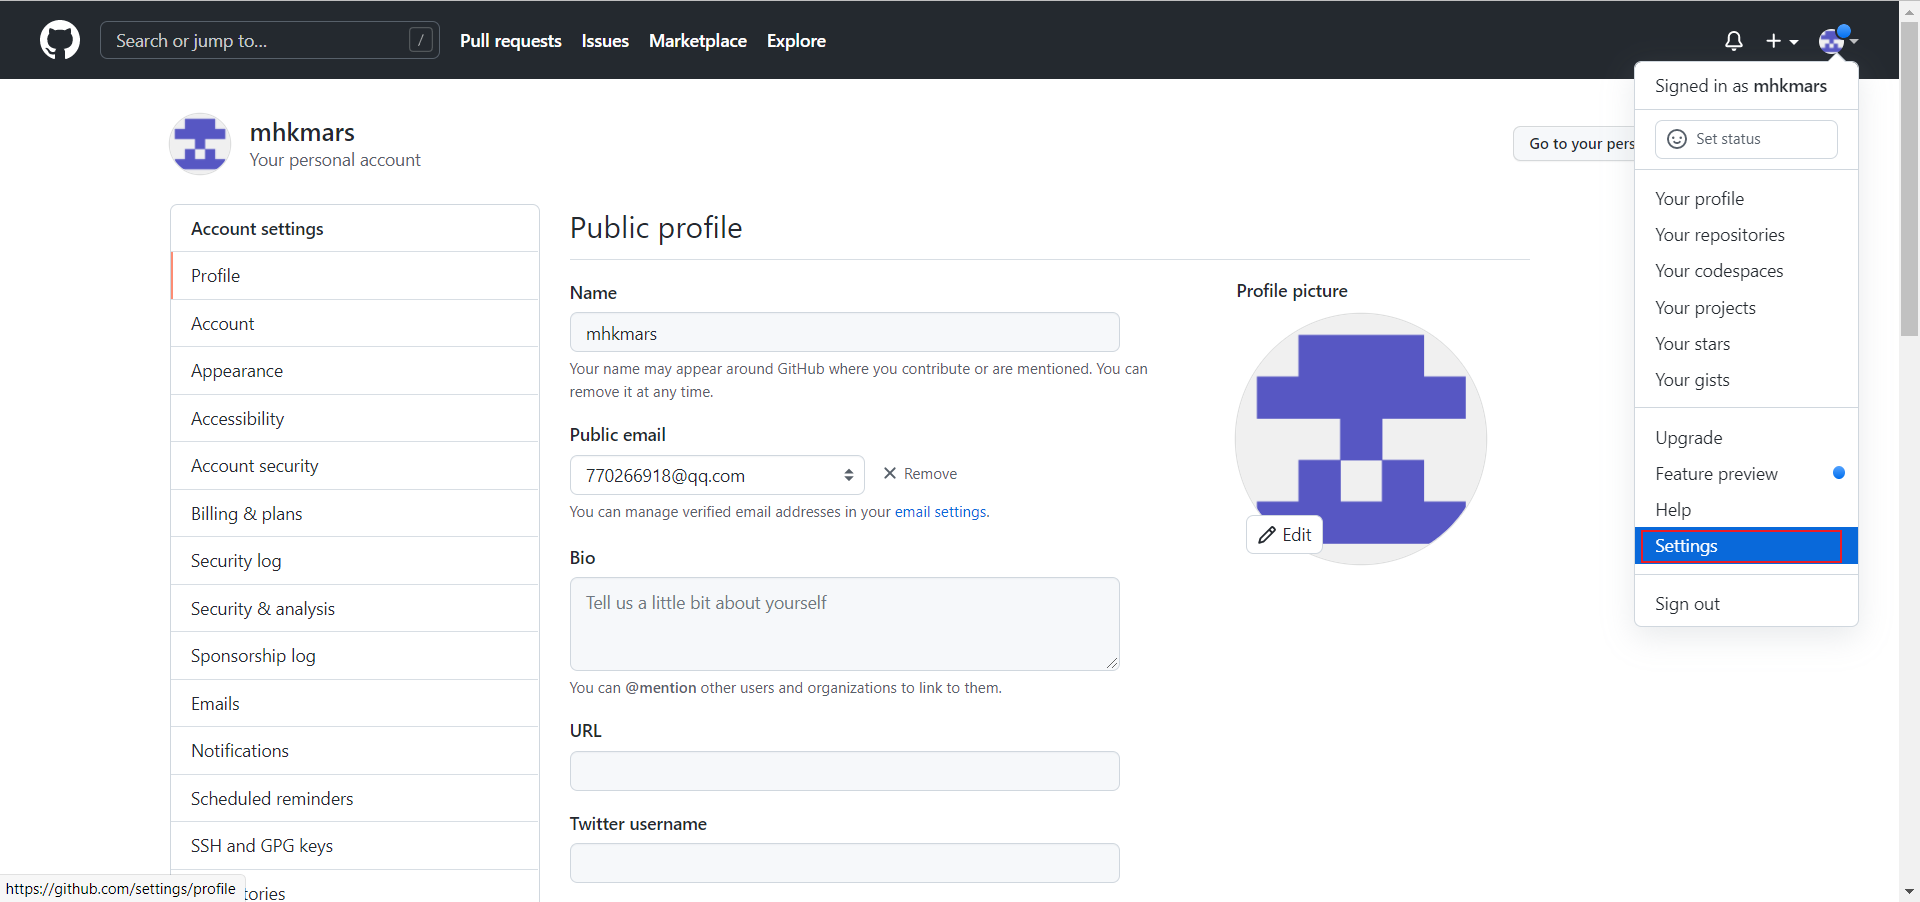 Search or jump to...
/
Pull requests
Issues
Marketplace
Explore
mhkmars
Your personal account
Go to your pers
Signed in as mhkmars
Set status
Your profile
Your repositories
Your codespaces
Your projects
Your stars
Your gists
Upgrade
Feature preview
Help
Settings
Sign out
Account settings
Profile
Account
Appearance
Accessibility
Account security
Billing & plans
Security log
Security & analysis
Sponsorship log
Emails
Notifications
Scheduled reminders
SSH and GPG keys
tories
Public profile
Name
mhkmars
Your name may appear around GitHub where you contribute or are mentioned. You can
remove it at any time.
Public email
770266918@qq.com
Remove
You can manage verified email addresses in your email settings.
Bio
Tell us a little bit about yourself
You can @mention other users and organizations to link to them.
URL
Twitter username
Profile picture
Edit
https://github.com/settings/profile